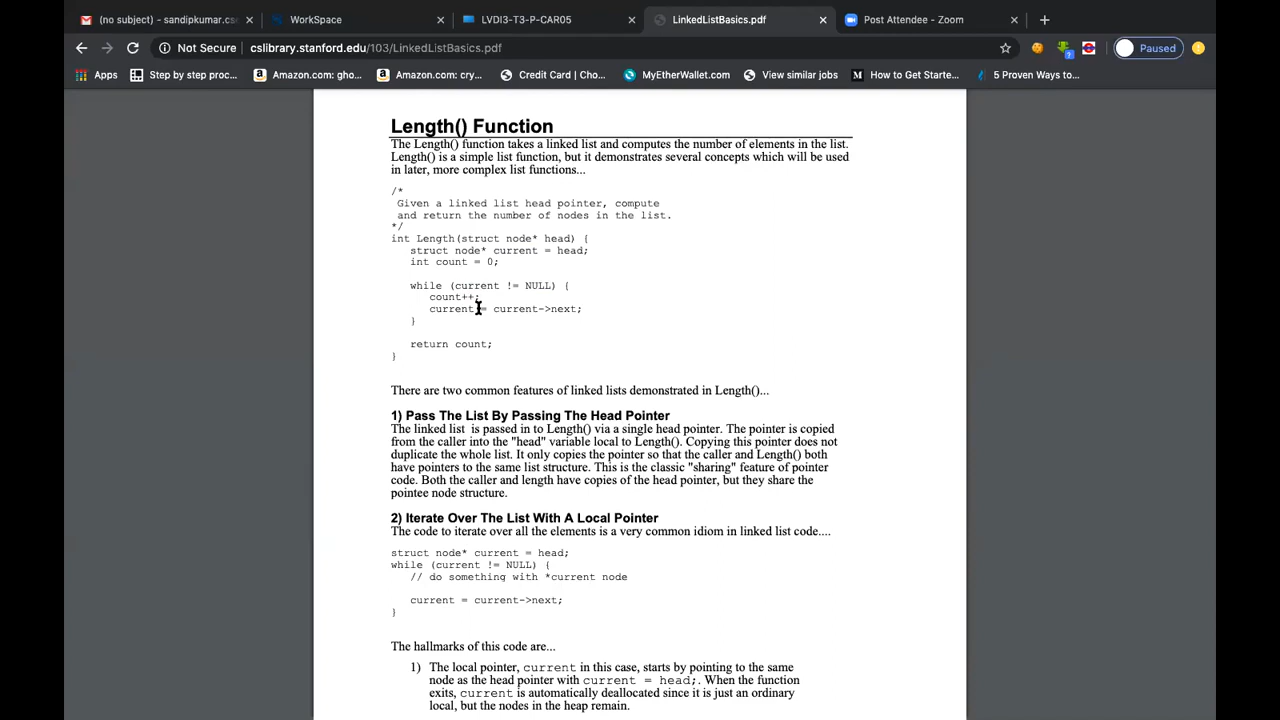 (no subject) - sandipkumar.cs
WorkSpace
LVDI3-T3-P-CAR05
LinkedListBasics.pdf
Post Attendee - Zoom
Not Secure | cslibrary.stanford.edu/103/LinkedListBasics.pdf
Paused
Apps
Step by step proc...
Amazon.com: gho...
Amazon.com: cry...
Credit Card | Cho...
MyEtherWallet.com
View similar jobs
How to Get Starte...
5 Proven Ways to...
Length() Function
The Length() function takes a linked list and computes the number of elements in the list.
Length() is a simple list function, but it demonstrates several concepts which will be used
in later, more complex list functions...
/*
Given a linked list head pointer, compute
and return the number of nodes in the list.
*/
int Length(struct node* head) {
struct node* current = head;
int count = 0;
while (current != NULL) {
count++;
current = current->next;
}
return count;
}
There are two common features of linked lists demonstrated in Length()...
1) Pass The List By Passing The Head Pointer
The linked list is passed in to Length() via a single head pointer. The pointer is copied
from the caller into the "head" variable local to Length(). Copying this pointer does not
duplicate the whole list. It only copies the pointer so that the caller and Length() both
have pointers to the same list structure. This is the classic "sharing" feature of pointer
code. Both the caller and length have copies of the head pointer, but they share the
pointee node structure.
2) Iterate Over The List With A Local Pointer
The code to iterate over all the elements is a very common idiom in linked list code....
struct node* current = head;
while (current != NULL) {
// do something with *current node
current = current->next;
}
The hallmarks of this code are...
1) The local pointer, current in this case, starts by pointing to the same
node as the head pointer with current = head;. When the function
exits, current is automatically deallocated since it is just an ordinary
local, but the nodes in the heap remain.